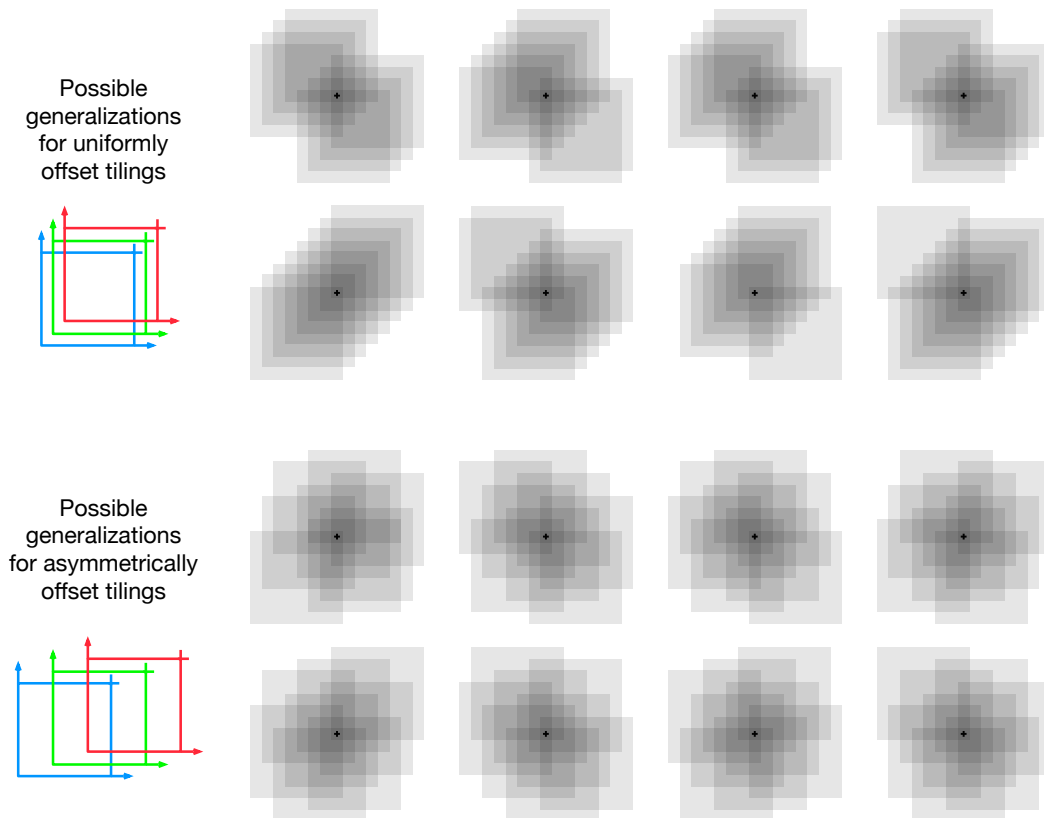 Possible
generalizations
for uniformly
offset tilings
Possible
generalizations
for asymmetrically
offset tilings